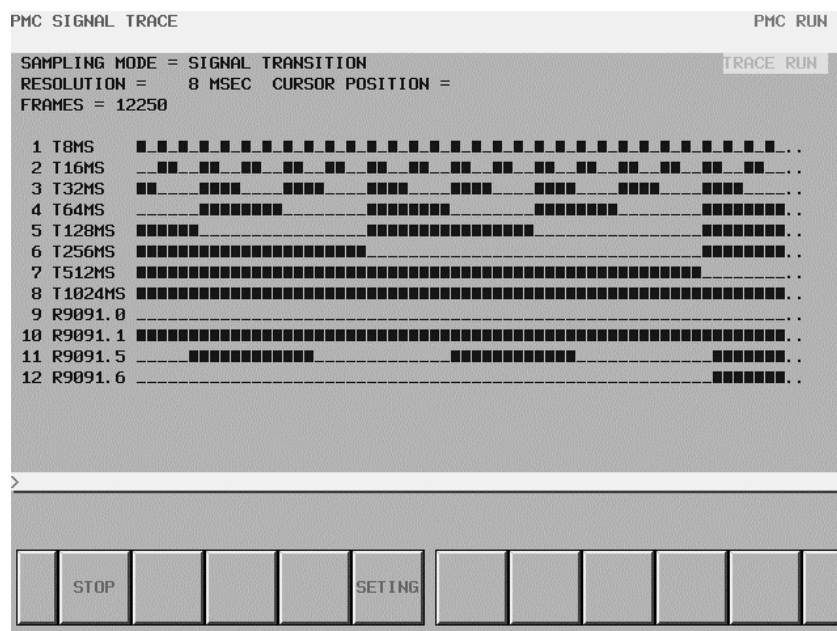 PMC SIGNAL TRACE PMC RUN
SAMPLING MODE = SIGNAL TRANSITION TRACE RUN
RESOLUTION = 8 MSEC CURSOR POSITION =
FRAMES = 12250
1 T8MS
2 T16MS
3 T32MS
4 T64MS
5 T128MS
6 T256MS
7 T512MS
8 T1024MS
9 R9091.0
10 R9091.1
11 R9091.5
12 R9091.6
>
STOP SETING